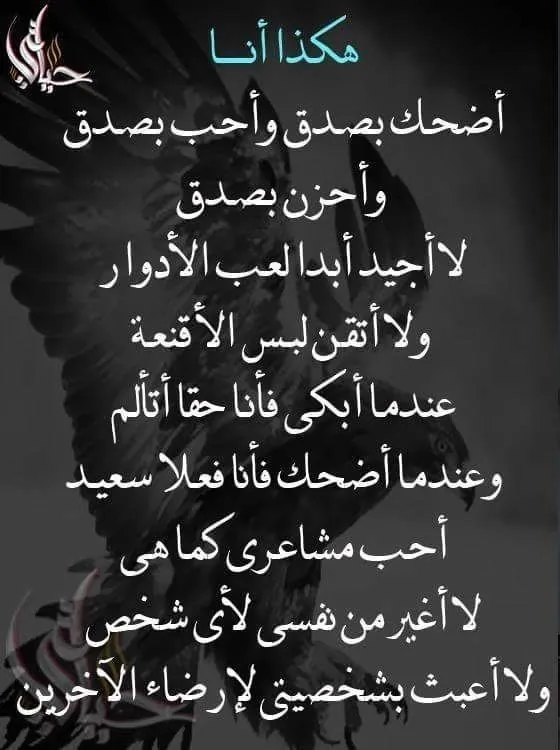 هكذا أنا
أضحك بصدق وأحب بصدق
وأحزن بصدق
لا أجيد أبدا لعب الأدوار
ولا أتقن لبس الأقنعة
عندما أبكى فأنا حقا أتألم
وعندما أضحك فأنا فعلا سعيد
أحب مشاعرى كما هى
لا أغير من نفسى لأى شخص
ولا أعبث بشخصيتى لإرضاء الآخرين